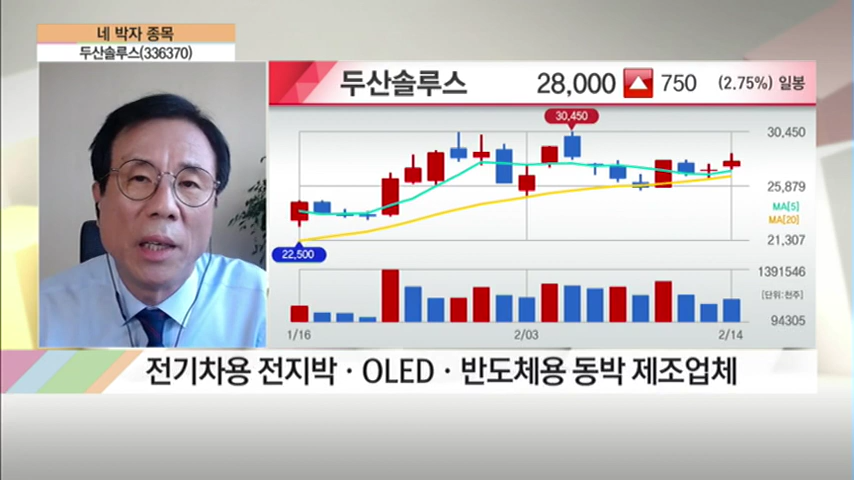 네 박자 종목
두산솔루스(336370)
두산솔루스 28,000 750 (2.75%) 일봉
30,450
30,450
25,879
MA[5]
MA[20]
21,307
22,500
1391546
[단위:천주]
94305
1/16 2/03 2/14
전기차용 전지박 · OLED · 반도체용 동박 제조업체